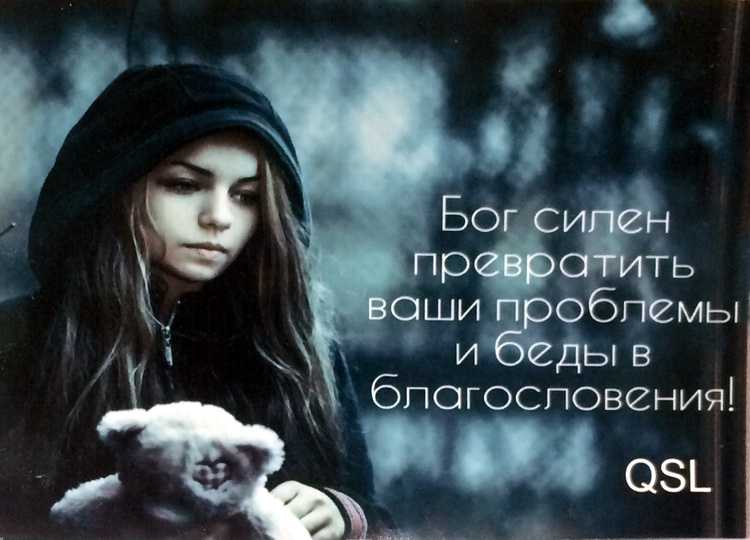 Бог силен
превратить
ваши проблемы
и беды в
благословения!
QSL